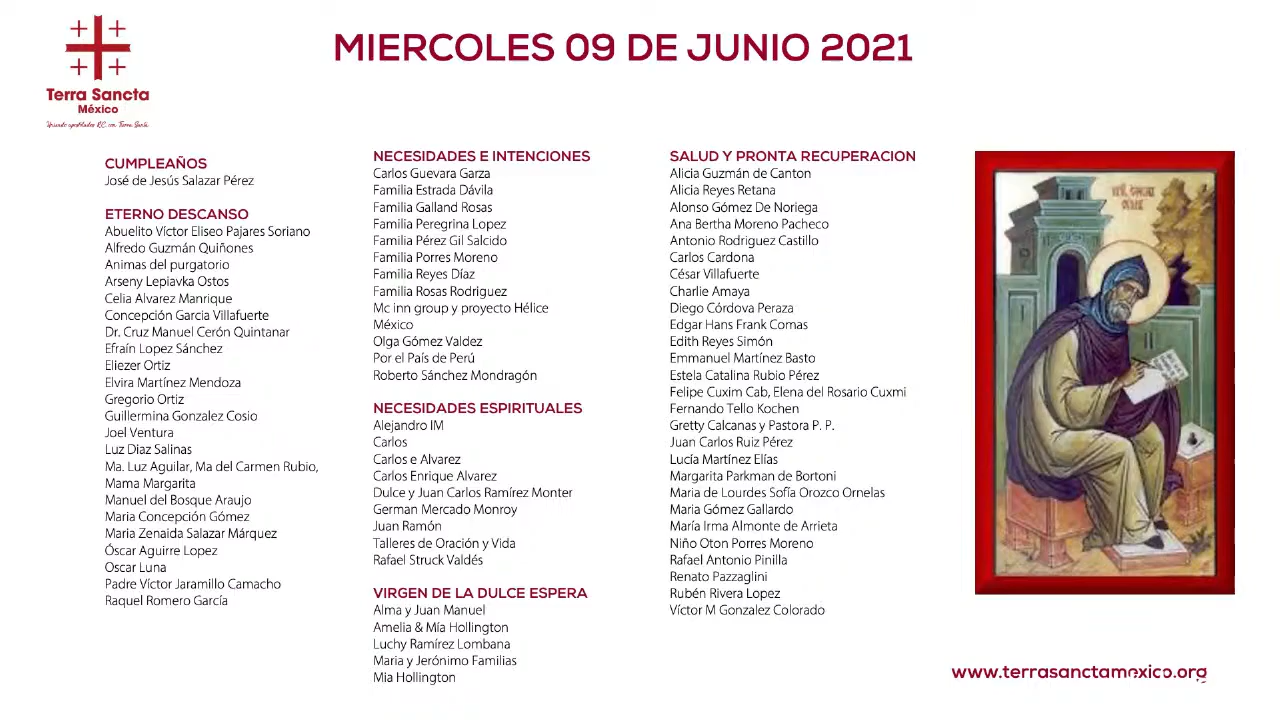 Terra Sancta
México
MIERCOLES 09 DE JUNIO 2021
CUMPLEAÑOS
José de Jesús Salazar Pérez
ETERNO DESCANSO
Abuelito Víctor Eliseo Pajares Soriano
Alfredo Guzmán Quiñones
Animas del purgatorio
Arseny Lepiavka Ostos
Celia Alvarez Manrique
Concepción Garcia Villafuerte
Dr. Cruz Manuel Cerón Quintanar
Efraín Lopez Sánchez
Eliezer Ortiz
Elvira Martínez Mendoza
Gregorio Ortiz
Guillermina Gonzalez Cosio
Joel Ventura
Luz Diaz Salinas
Ma. Luz Aguilar, Ma del Carmen Rubio,
Mama Margarita
Manuel del Bosque Araujo
Maria Concepción Gómez
Maria Zenaida Salazar Márquez
Óscar Aguirre Lopez
Oscar Luna
Padre Víctor Jaramillo Camacho
Raquel Romero García
NECESIDADES E INTENCIONES
Carlos Guevara Garza
Familia Estrada Dávila
Familia Galland Rosas
Familia Peregrina Lopez
Familia Pérez Gil Salcido
Familia Porres Moreno
Familia Reyes Díaz
Familia Rosas Rodriguez
Mc inn group y proyecto Hélice
México
Olga Gómez Valdez
Por el País de Perú
Roberto Sánchez Mondragón
NECESIDADES ESPIRITUALES
Alejandro IM
Carlos
Carlos e Alvarez
Carlos Enrique Alvarez
Dulce y Juan Carlos Ramírez Monter
German Mercado Monroy
Juan Ramón
Talleres de Oración y Vida
Rafael Struck Valdés
VIRGEN DE LA DULCE ESPERA
Alma y Juan Manuel
Amelia & Mía Hollington
Luchy Ramírez Lombana
Maria y Jerónimo Familias
Mia Hollington
SALUD Y PRONTA RECUPERACION
Alicia Guzmán de Canton
Alicia Reyes Retana
Alonso Gómez De Noriega
Ana Bertha Moreno Pacheco
Antonio Rodriguez Castillo
Carlos Cardona
César Villafuerte
Charlie Amaya
Diego Córdova Peraza
Edgar Hans Frank Comas
Edith Reyes Simón
Emmanuel Martínez Basto
Estela Catalina Rubio Pérez
Felipe Cuxim Cab, Elena del Rosario Cuxmi
Fernando Tello Kochen
Gretty Calcanas y Pastora P. P.
Juan Carlos Ruiz Pérez
Lucía Martínez Elías
Margarita Parkman de Bortoni
Maria de Lourdes Sofía Orozco Ornelas
Maria Gómez Gallardo
María Irma Almonte de Arrieta
Niño Oton Porres Moreno
Rafael Antonio Pinilla
Renato Pazzaglini
Rubén Rivera Lopez
Víctor M Gonzalez Colorado
www.terrasanctamexico.org